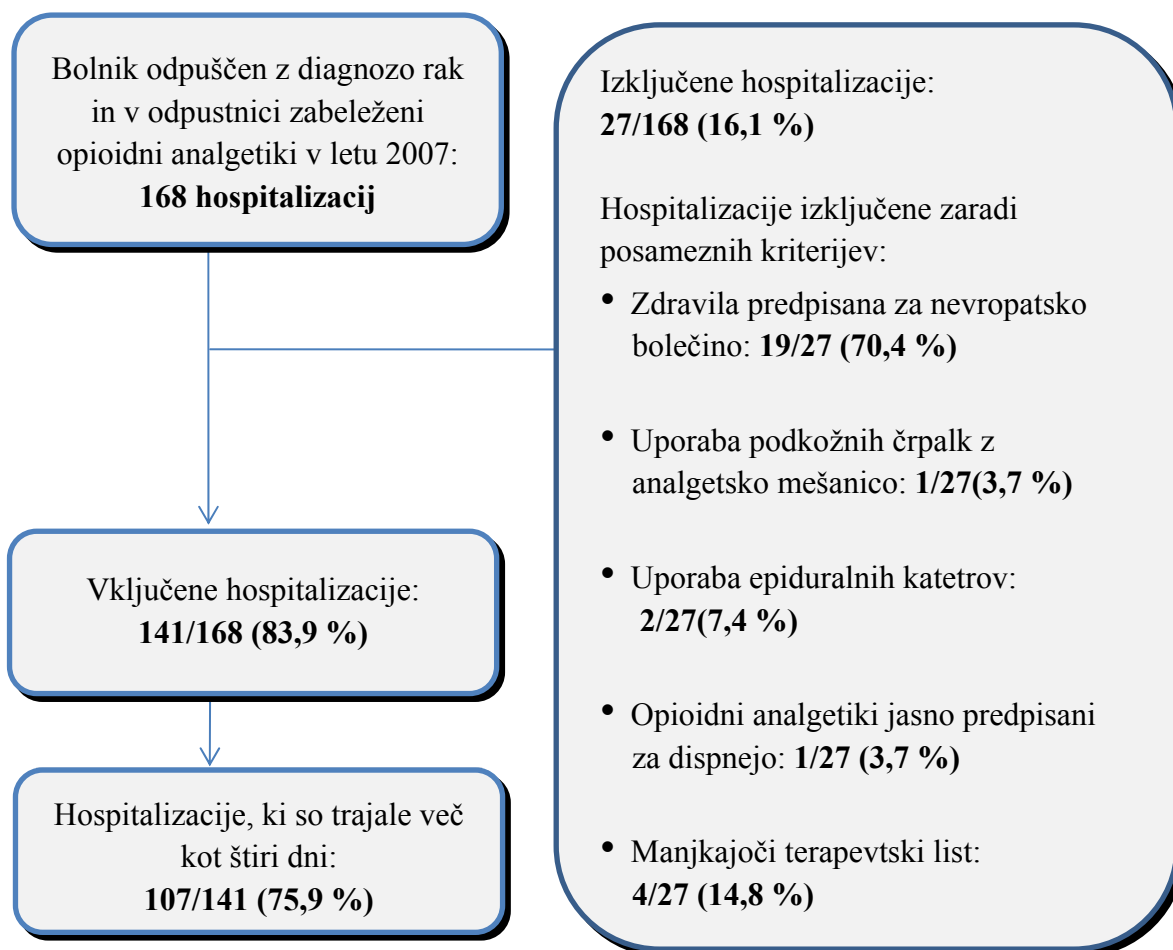 Bolnik odpuščen z diagnozo rak
in v odpustnici zabeleženi
opioidni analgetiki v letu 2007:
168 hospitalizacij
Izključene hospitalizacije:
27/168 (16,1 %)
Hospitalizacije izključene zaradi
posameznih kriterijev:
• Zdravila predpisana za nevropatsko
bolečino: 19/27 (70,4 %)
• Uporaba podkožnih črpalk z
analgetsko mešanico: 1/27(3,7 %)
• Uporaba epiduralnih katetrov:
2/27(7,4 %)
• Opioidni analgetiki jasno predpisani
za dispnejo: 1/27 (3,7 %)
• Manjkajoči terapevtski list:
4/27 (14,8 %)
Vključene hospitalizacije:
141/168 (83,9 %)
Hospitalizacije, ki so trajale več
kot štiri dni:
107/141 (75,9 %)